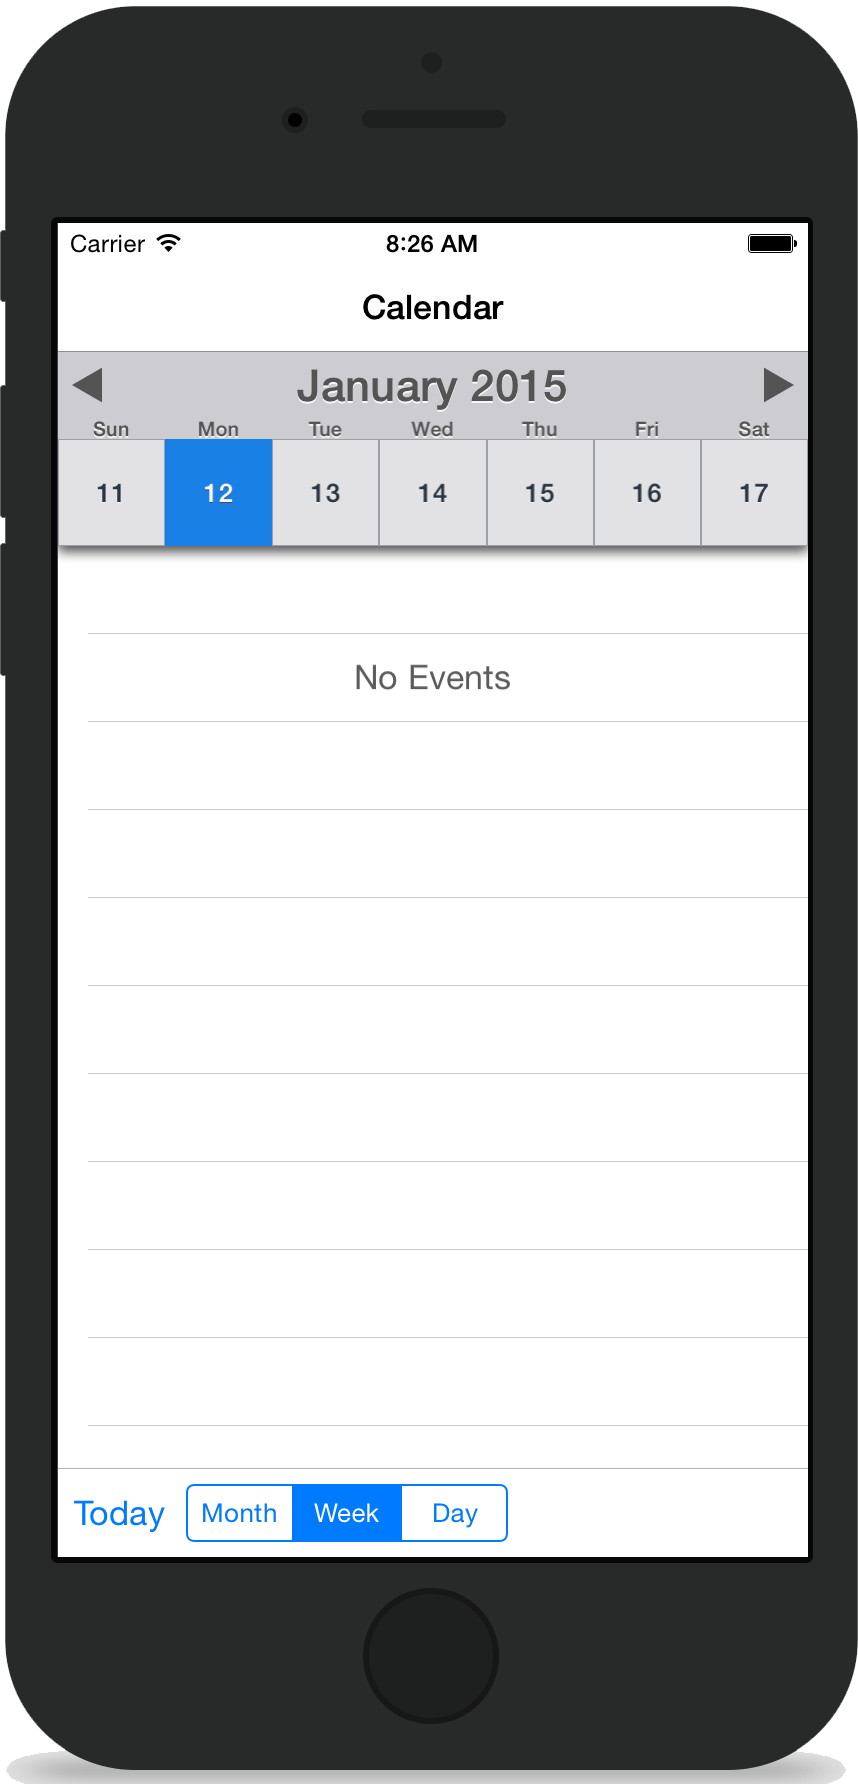 Carrier 8:26 AM
Calendar
January 2015
Sun Mon Tue Wed Thu Fri Sat
11 12 13 14 15 16 17
No Events
Today Month Week Day